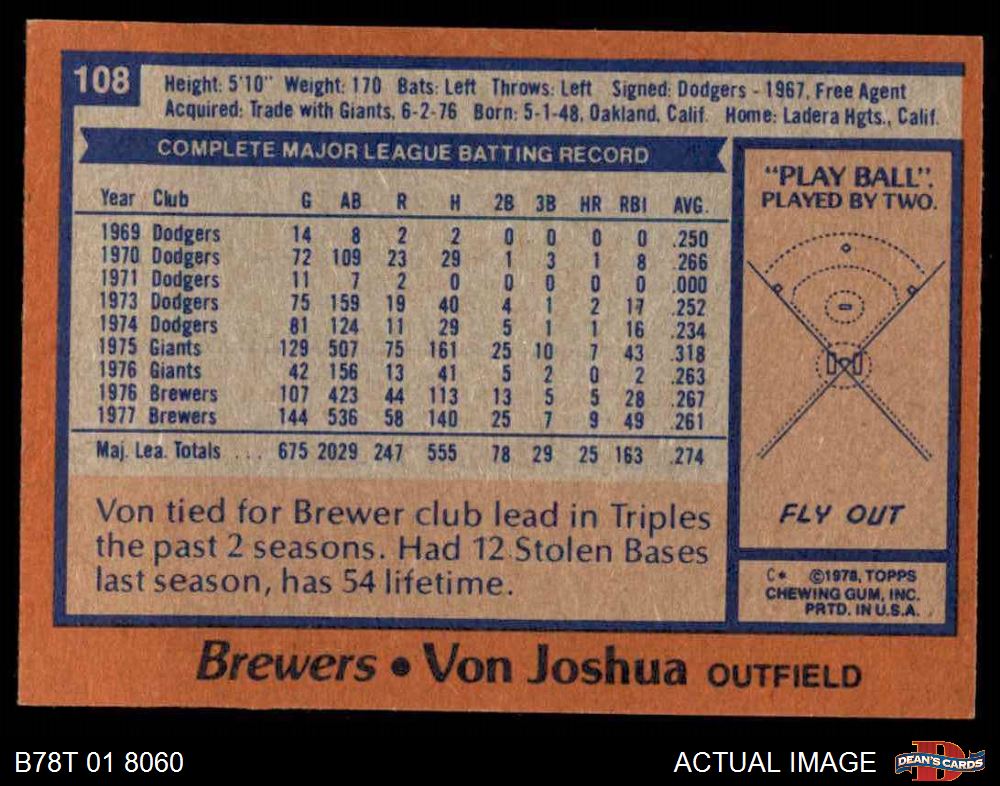 108
Height: 5'10" Weight: 170 Bats: Left Throws: Left Signed: Dodgers - 1967, Free Agent
Acquired: Trade with Giants, 6-2-76 Born: 5-1-48, Oakland, Calif. Home: Ladera Hgts., Calif.
COMPLETE MAJOR LEAGUE BATTING RECORD
Year Club G AB R H 2B 3B HR RBI AVG.
1969 Dodgers 14 8 2 2 0 0 0 0 .250
1970 Dodgers 72 109 23 29 1 3 1 8 .266
1971 Dodgers 11 7 2 0 0 0 0 0 .000
1973 Dodgers 75 159 19 40 4 1 2 17 .252
1974 Dodgers 81 124 11 29 5 1 1 16 .234
1975 Giants 129 507 75 161 25 10 7 43 .318
1976 Giants 42 156 13 41 5 2 0 2 .263
1976 Brewers 107 423 44 113 13 5 5 28 .267
1977 Brewers 144 536 58 140 25 7 9 49 .261
Maj. Lea. Totals ... 675 2029 247 555 78 29 25 163 .274
Von tied for Brewer club lead in Triples
the past 2 seasons. Had 12 Stolen Bases
last season, has 54 lifetime.
"PLAY BALL".
PLAYED BY TWO.
FLY OUT
C* ©1978, TOPPS
CHEWING GUM, INC.
PRTD. IN U.S.A.
Brewers • Von Joshua OUTFIELD
B78T 01 8060
ACTUAL IMAGE
D
DEAN'S CARDS